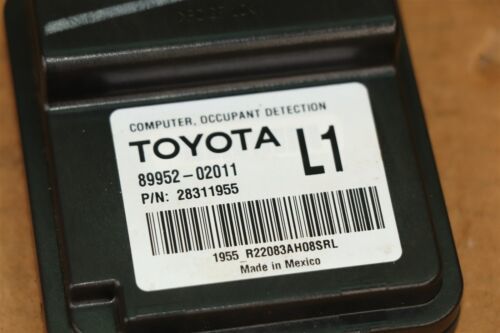 COMPUTER, OCCUPANT DETECTION
TOYOTA L1
89952-02011
P/N: 28311955
1955 R22083AH08SRL
Made in Mexico